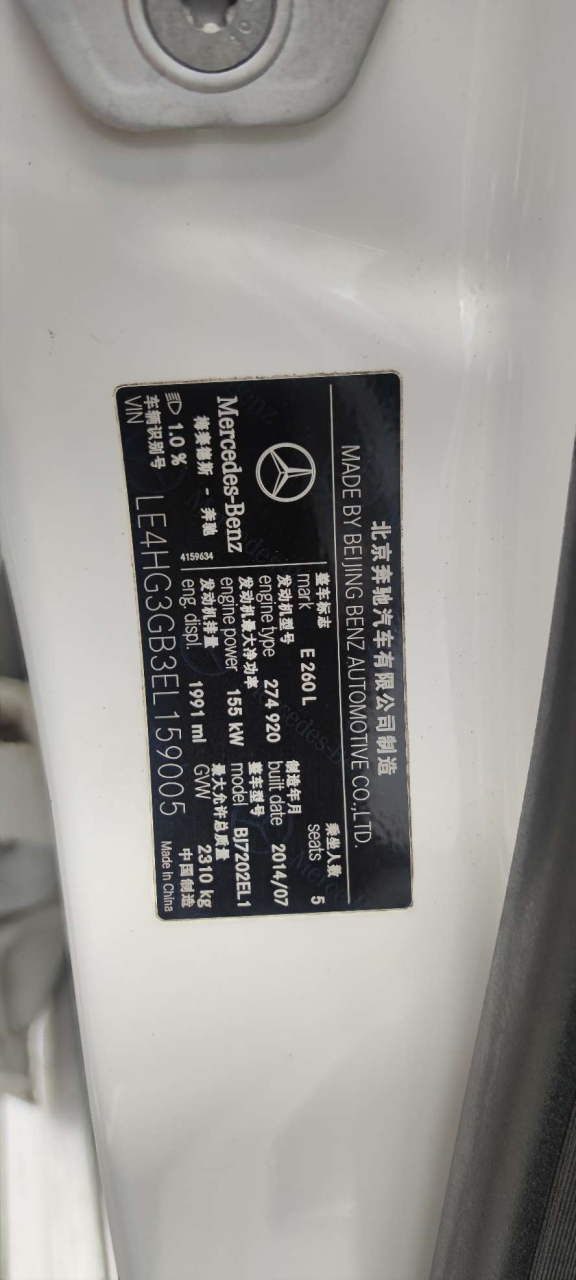 北京奔驰汽车有限公司制造
MADE BY BEIJING BENZ AUTOMOTIVE CO.,LTD.
整车标志
mark E 260 L
乘坐人数
seats 5
发动机型号
engine type 274 920
制造年月
built date 2014/07
发动机最大净功率
engine power 155 kW
整车型号
model BJ7202EL1
发动机排量
eng. displ. 1991 ml
最大允许总质量
GVW 2310 kg
Mercedes-Benz
梅赛德斯 - 奔驰
1.0 %
4159634
车辆识别号
VIN LE4HG3GB3EL159005
中国制造
Made in China